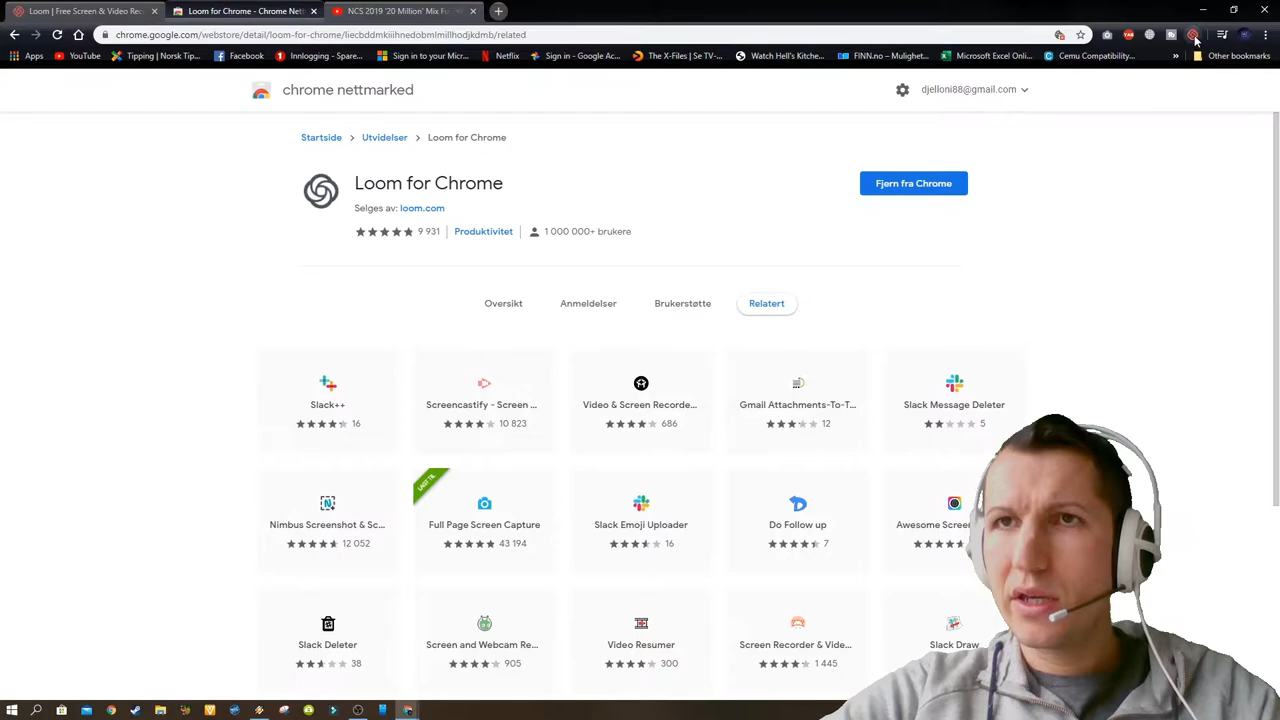 Loom | Free Screen & Video Rec
Loom for Chrome - Chrome Nett
NCS 2019 '20 Million' Mix Fu
chrome.google.com/webstore/detail/loom-for-chrome/liecbddmkiihnedobmlmillhodjkdmb/related
Apps
YouTube
Tipping | Norsk Tip...
Facebook
Innlogging - Spare...
Sign in to your Micr...
Netflix
Sign in - Google Ac...
The X-Files | Se TV-...
Watch Hell's Kitche...
FINN.no – Mulighet...
Microsoft Excel Onli...
Cemu Compatibility...
»
Other bookmarks
chrome nettmarked
djelloni88@gmail.com
Startside > Utvidelser > Loom for Chrome
Loom for Chrome
Fjern fra Chrome
Selges av: loom.com
9 931
Produktivitet
1 000 000+ brukere
Oversikt
Anmeldelser
Brukerstøtte
Relatert
Slack++
Screencastify - Screen ...
Video & Screen Recorde...
Gmail Attachments-To-T...
Slack Message Deleter
16
10 823
686
12
5
LAGT TIL
Nimbus Screenshot & Sc...
Full Page Screen Capture
Slack Emoji Uploader
Do Follow up
Awesome Screen
12 052
43 194
16
7
Slack Deleter
Screen and Webcam Re...
Video Resumer
Screen Recorder & Vide...
Slack Draw
38
905
300
1 445